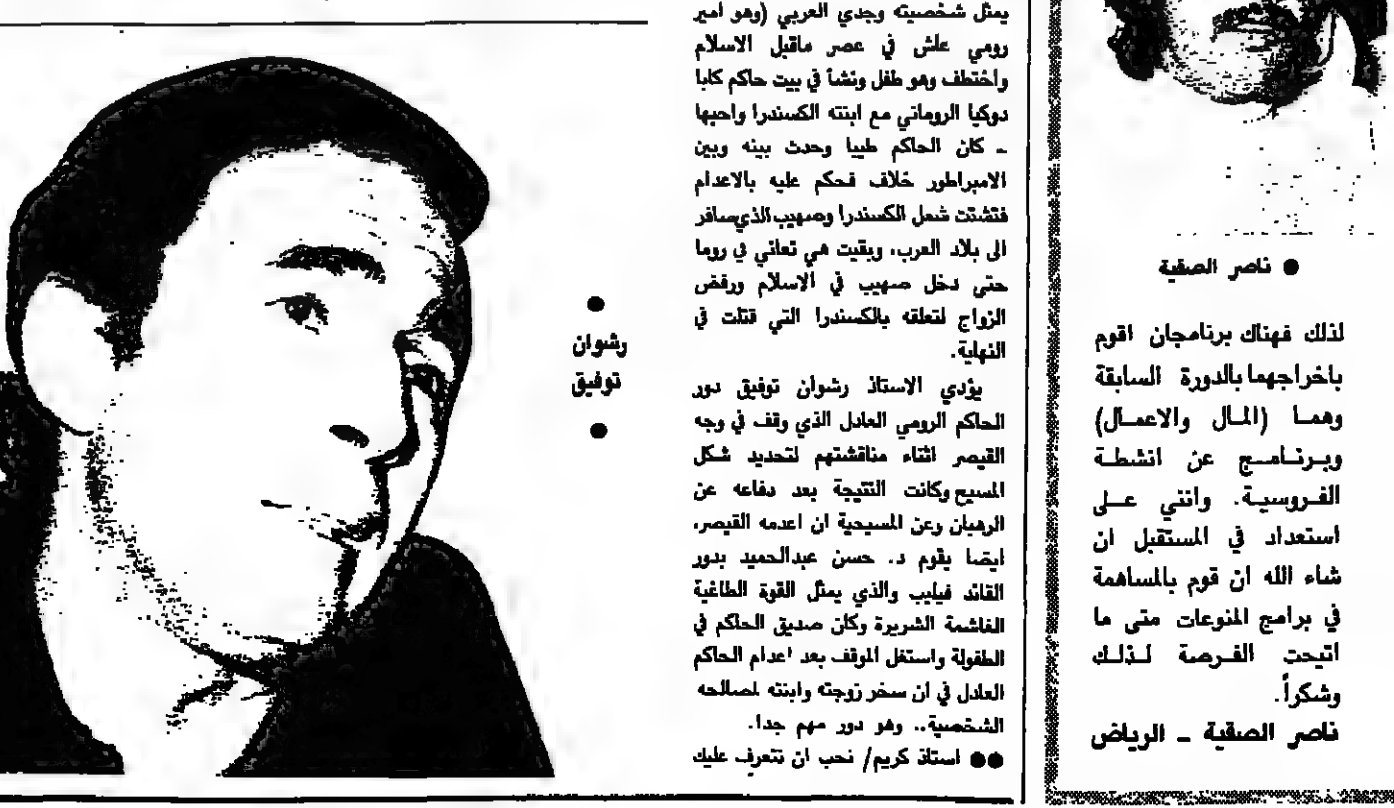 ● ناصر الصقية
لذلك فهناك برنامجان اقوم
باخراجهما بالدورة السابقة
وهما (المال والاعمال)
وبرنامج عن انشطة
الفروسية. وانني على
استعداد في المستقبل ان
شاء الله ان قوم بالمساهمة
في برامج المنوعات متى ما
اتيحت الفرصة لذلك
وشكراً.
ناصر الصقية ـ الرياض
يمثل شخصيته وجدي العربي (وهو امير
رومي عاش في عصر ماقبل الاسلام
واختطف وهو طفل ونشأ في بيت حاكم كابا
دوكيا الروماني مع ابنته الكسندرا واحبها
ـ كان الحاكم طيبا وحدث بينه وبين
الامبراطور خلاف فحكم عليه بالاعدام
فتشتت شمل الكسندرا وصهيب الذي سافر
الى بلاد العرب، وبقيت هي تعاني في روما
حتى دخل صهيب في الاسلام ورفض
الزواج لتعلقه بالكسندرا التي قتلت في
النهاية.
يؤدي الاستاذ رشوان توفيق دور
الحاكم الرومي العادل الذي وقف في وجه
القيصر اثناء مناقشتهم لتحديد شكل
المسيح وكانت النتيجة بعد دفاعه عن
الرهبان وعن المسيحية ان اعدمه القيصر.
ايضا يقوم د. حسن عبدالحميد بدور
القائد فيليب والذي يمثل القوة الطاغية
الغاشمة الشريرة وكان صديق الحاكم في
الطفولة واستغل الموقف بعد اعدام الحاكم
العادل في ان سخر زوجته وابنته لصالحه
الشخصية.. وهو دور مهم جدا.
●● استاذ كريم/ نحب ان نتعرف عليك
●
رشوان
توفيق
●